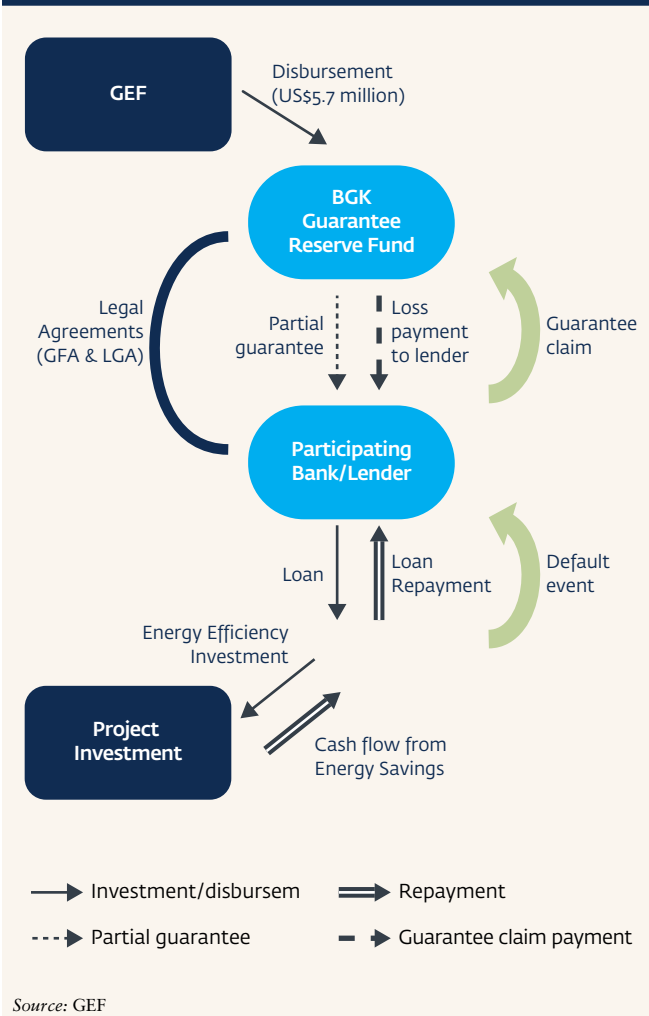 GEF
Disbursement
(US$5.7 million)
BGK
Guarantee
Reserve Fund
Legal
Agreements
(GFA & LGA)
Partial
guarantee
Loss
payment
to lender
Guarantee
claim
Participating
Bank/Lender
Loan
Loan
Repayment
Default
event
Energy Efficiency
Investment
Project
Investment
Cash flow from
Energy Savings
Investment/disbursem
Repayment
Partial guarantee
Guarantee claim payment
Source: GEF